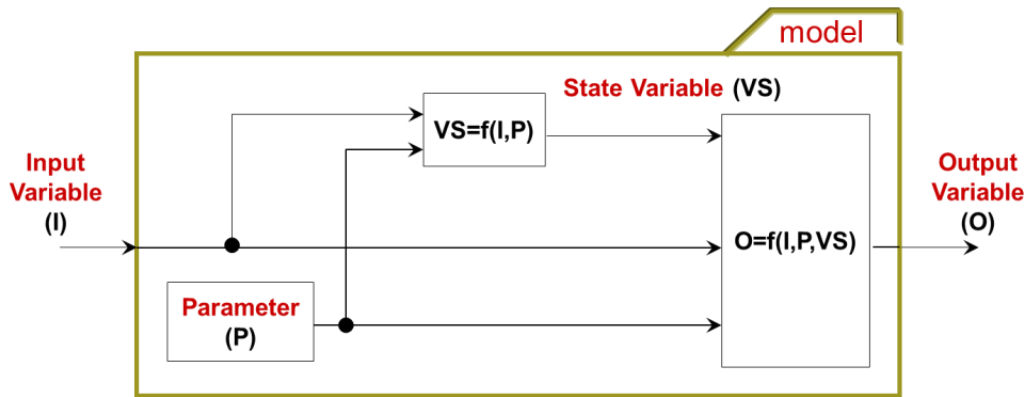 model
State Variable (VS)
VS=f(I,P)
Input
Variable
(I)
Output
Variable
(O)
O=f(I,P,VS)
Parameter
(P)